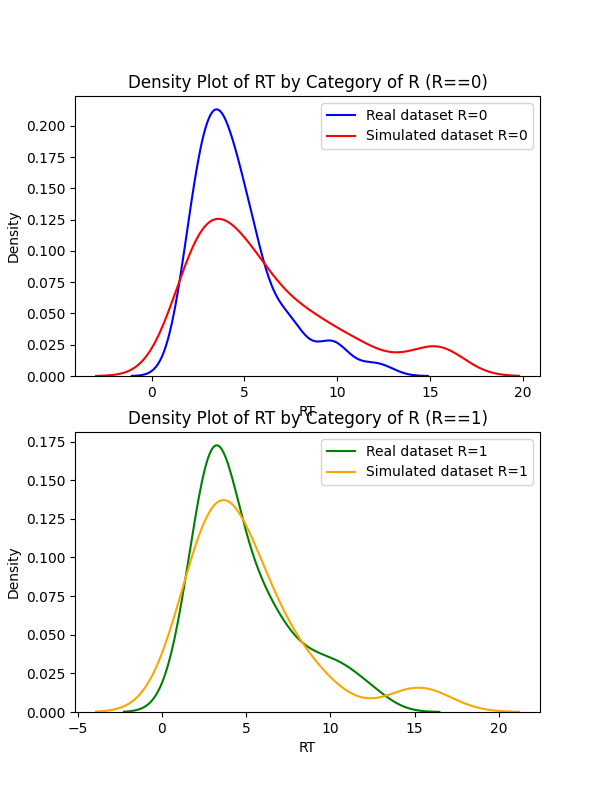 Density Plot of RT by Category of R (R==0)
Real dataset R=0
Simulated dataset R=0
Density
0.200
0.175
0.150
0.125
0.100
0.075
0.050
0.025
0.000
0 5 10 15 20
RT
Density Plot of RT by Category of R (R==1)
Real dataset R=1
Simulated dataset R=1
Density
0.175
0.150
0.125
0.100
0.075
0.050
0.025
0.000
−5 0 5 10 15 20
RT